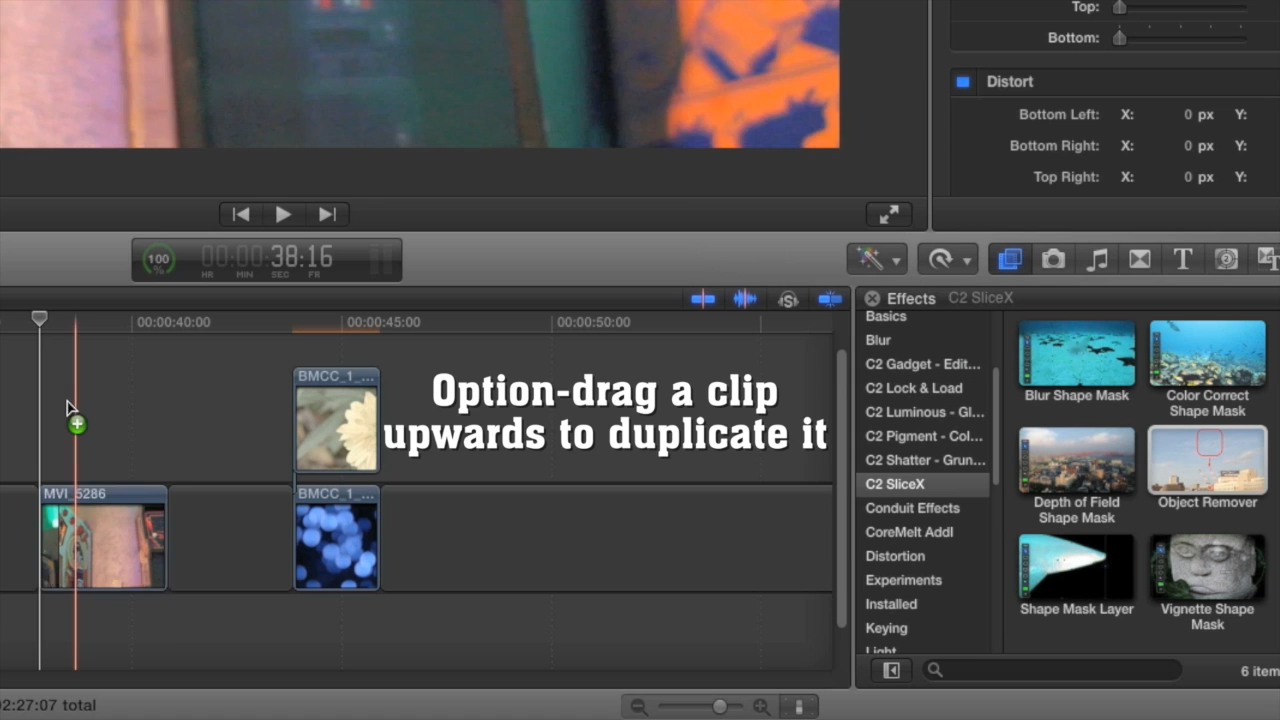 Top:
Bottom:
Distort
Bottom Left: X: 0 px Y:
Bottom Right: X: 0 px Y:
Top Right: X: 0 px Y:
100
%
00:00:38:16
HR MIN SEC FR
T
Effects C2 SliceX
00:00:40:00 00:00:45:00 00:00:50:00
Basics
Blur
C2 Gadget - Edit...
C2 Lock & Load
C2 Luminous - Gl...
C2 Pigment - Col...
C2 Shatter - Grun...
C2 SliceX
Conduit Effects
CoreMelt Addl
Distortion
Experiments
Installed
Keying
Light
Blur Shape Mask
Color Correct
Shape Mask
Depth of Field
Shape Mask
Object Remover
Shape Mask Layer
Vignette Shape
Mask
BMCC_1_...
Option-drag a clip
upwards to duplicate it
MVI_5286
BMCC_1_...
6 item
2:27:07 total